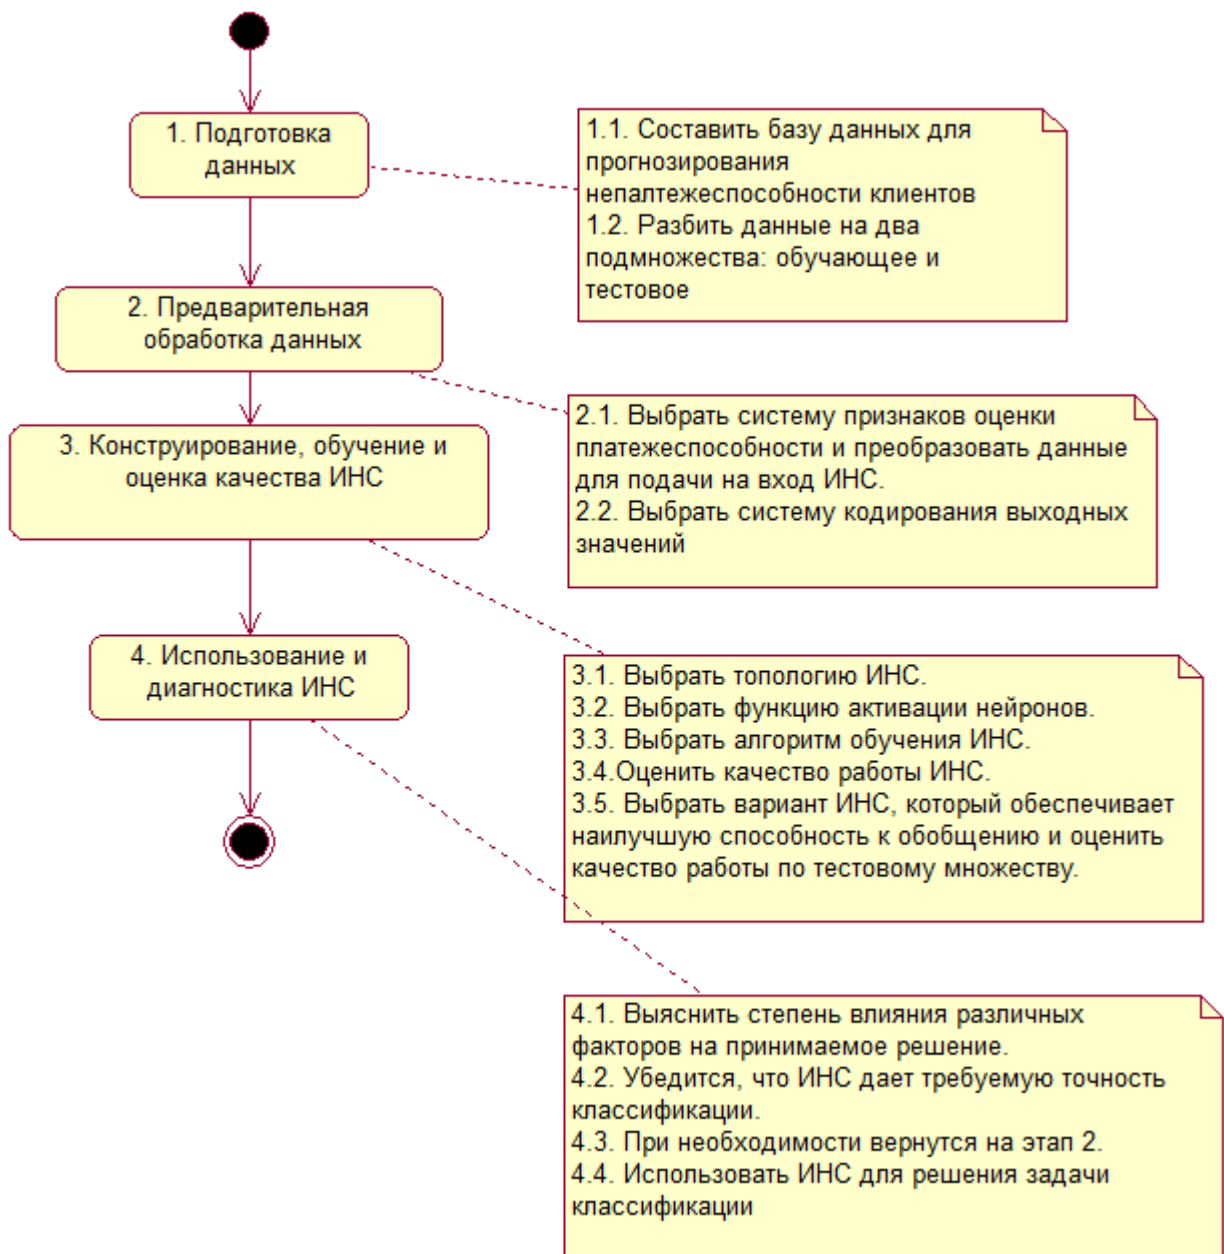 1. Подготовка
данных
1.1. Составить базу данных для
прогнозирования
непалтежеспособности клиентов
1.2. Разбить данные на два
подмножества: обучающее и
тестовое
2. Предварительная
обработка данных
2.1. Выбрать систему признаков оценки
платежеспособности и преобразовать данные
для подачи на вход ИНС.
2.2. Выбрать систему кодирования выходных
значений
3. Конструирование, обучение и
оценка качества ИНС
3.1. Выбрать топологию ИНС.
3.2. Выбрать функцию активации нейронов.
3.3. Выбрать алгоритм обучения ИНС.
3.4.Оценить качество работы ИНС.
3.5. Выбрать вариант ИНС, который обеспечивает
наилучшую способность к обобщению и оценить
качество работы по тестовому множеству.
4. Использование и
диагностика ИНС
4.1. Выяснить степень влияния различных
факторов на принимаемое решение.
4.2. Убедится, что ИНС дает требуемую точность
классификации.
4.3. При необходимости вернутся на этап 2.
4.4. Использовать ИНС для решения задачи
классификации